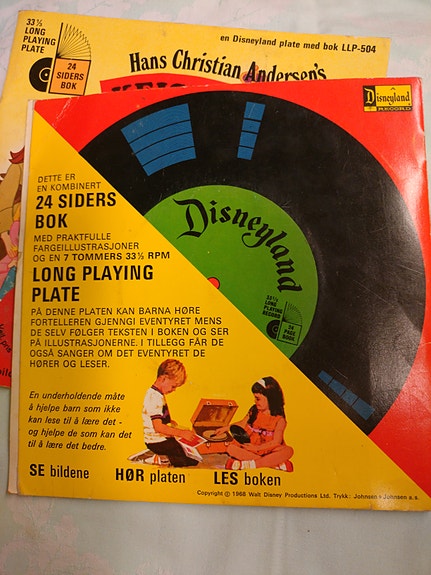 33⅓
LONG
PLAYING
PLATE
24
SIDERS
BOK
en Disneyland plate med bok LLP-504
Hans Christian Andersen's
Disneyland
RECORD
DETTE ER
EN KOMBINERT
24 SIDERS
BOK
MED PRAKTFULLE
FARGEILLUSTRASJONER
OG EN 7 TOMMERS 33⅓ RPM
LONG PLAYING
PLATE
PÅ DENNE PLATEN KAN BARNA HØRE
FORTELLEREN GJENGI EVENTYRET MENS
DE SELV FØLGER TEKSTEN I BOKEN OG SER
PÅ ILLUSTRASJONENE. I TILLEGG FÅR DE
OGSÅ SANGER OM DET EVENTYRET DE
HØRER OG LESER.
Disneyland
33⅓
LONG
PLAYING
RECORD
24
PAGE
BOOK
En underholdende måte
å hjelpe barn som ikke
kan lese til å lære det -
og hjelpe de som kan det
til å lære det bedre.
SE bildene HØR platen LES boken
Copyright © 1968 Walt Disney Productions Ltd. Trykk: Johnsen + Johnsen a.s.